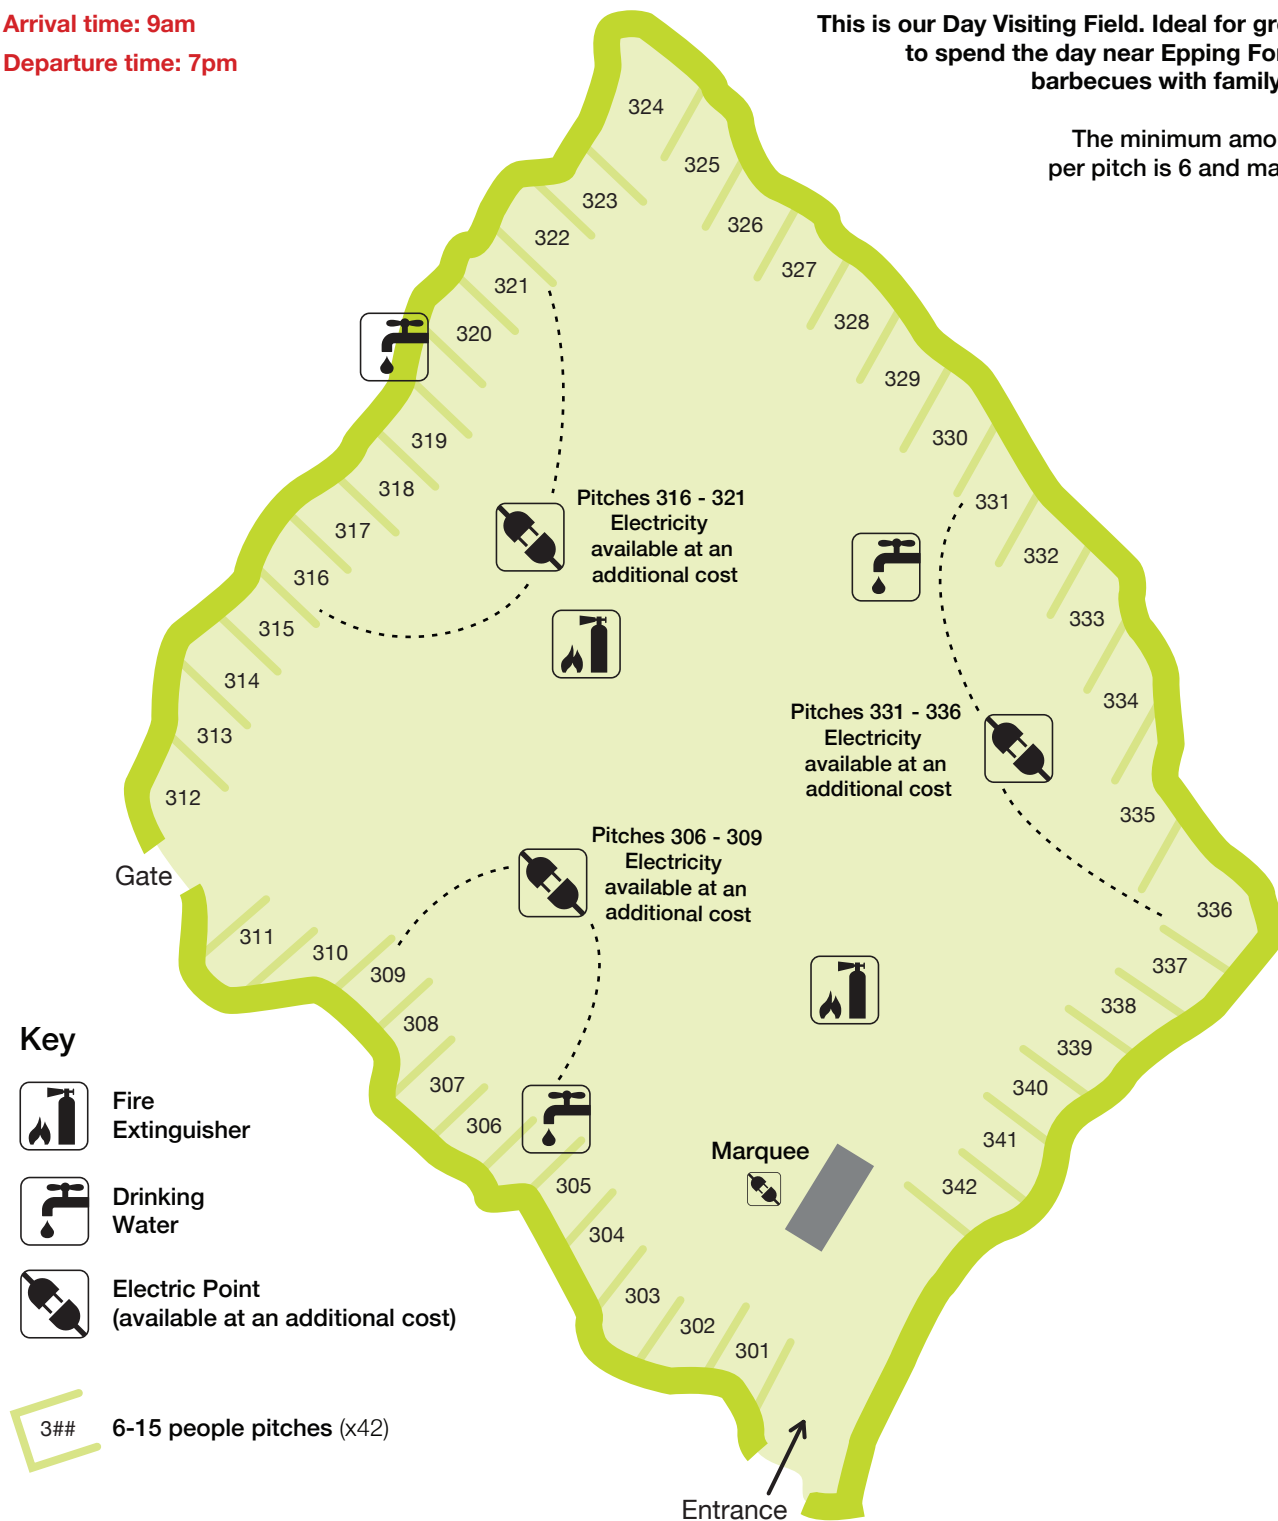 Arrival time: 9am
Departure time: 7pm
This is our Day Visiting Field. Ideal for
to spend the day near Epping
barbecues with family
The minimum
per pitch is 6 and
324
325
323
326
322
327
321
328
320
329
319
330
318
331
317
332
316
333
315
334
314
313
312
335
336
337
338
339
340
341
342
311
310
309
308
307
306
305
304
303
302
301
Pitches 316 - 321
Electricity
available at an
additional cost
Pitches 331 - 336
Electricity
available at an
additional cost
Pitches 306 - 309
Electricity
available at an
additional cost
Gate
Marquee
Entrance
Key
Fire
Extinguisher
Drinking
Water
Electric Point
(available at an additional cost)
3##
6-15 people pitches (x42)